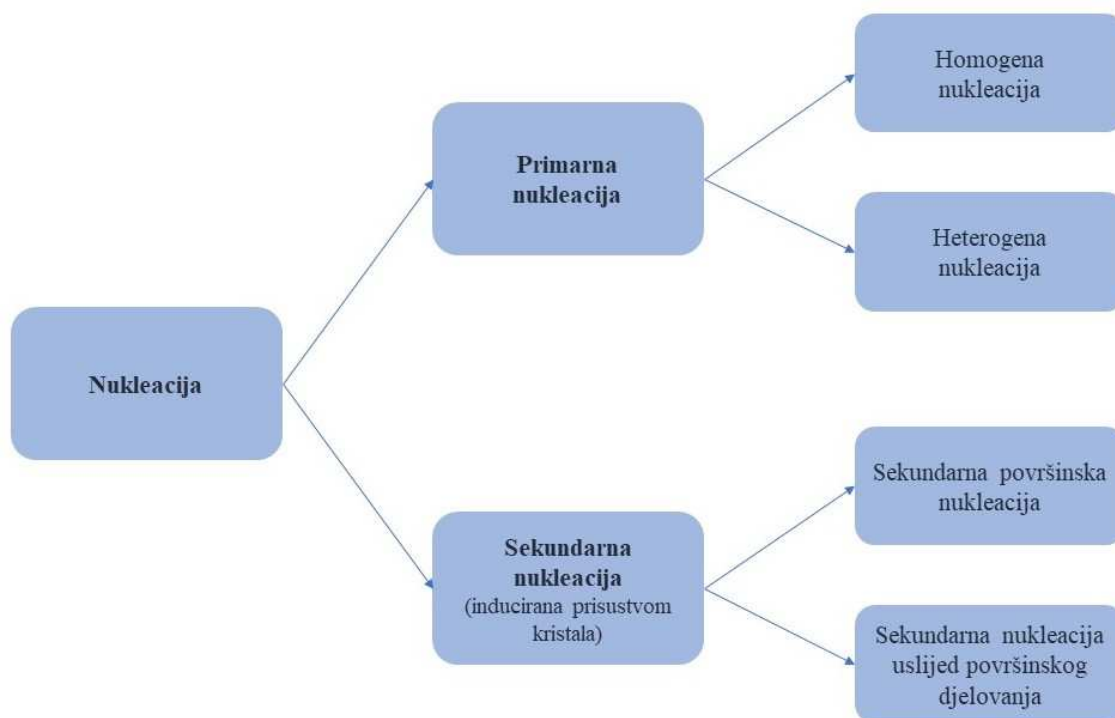 Nukleacija
Primarna
nukleacija
Homogena
nukleacija
Heterogena
nukleacija
Sekundarna
nukleacija
(inducirana prisustvom
kristala)
Sekundarna površinska
nukleacija
Sekundarna nukleacija
uslijed površinskog
djelovanja